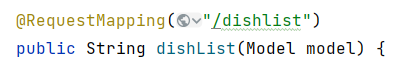 @RequestMapping("/dishlist")
public String dishList(Model model) {